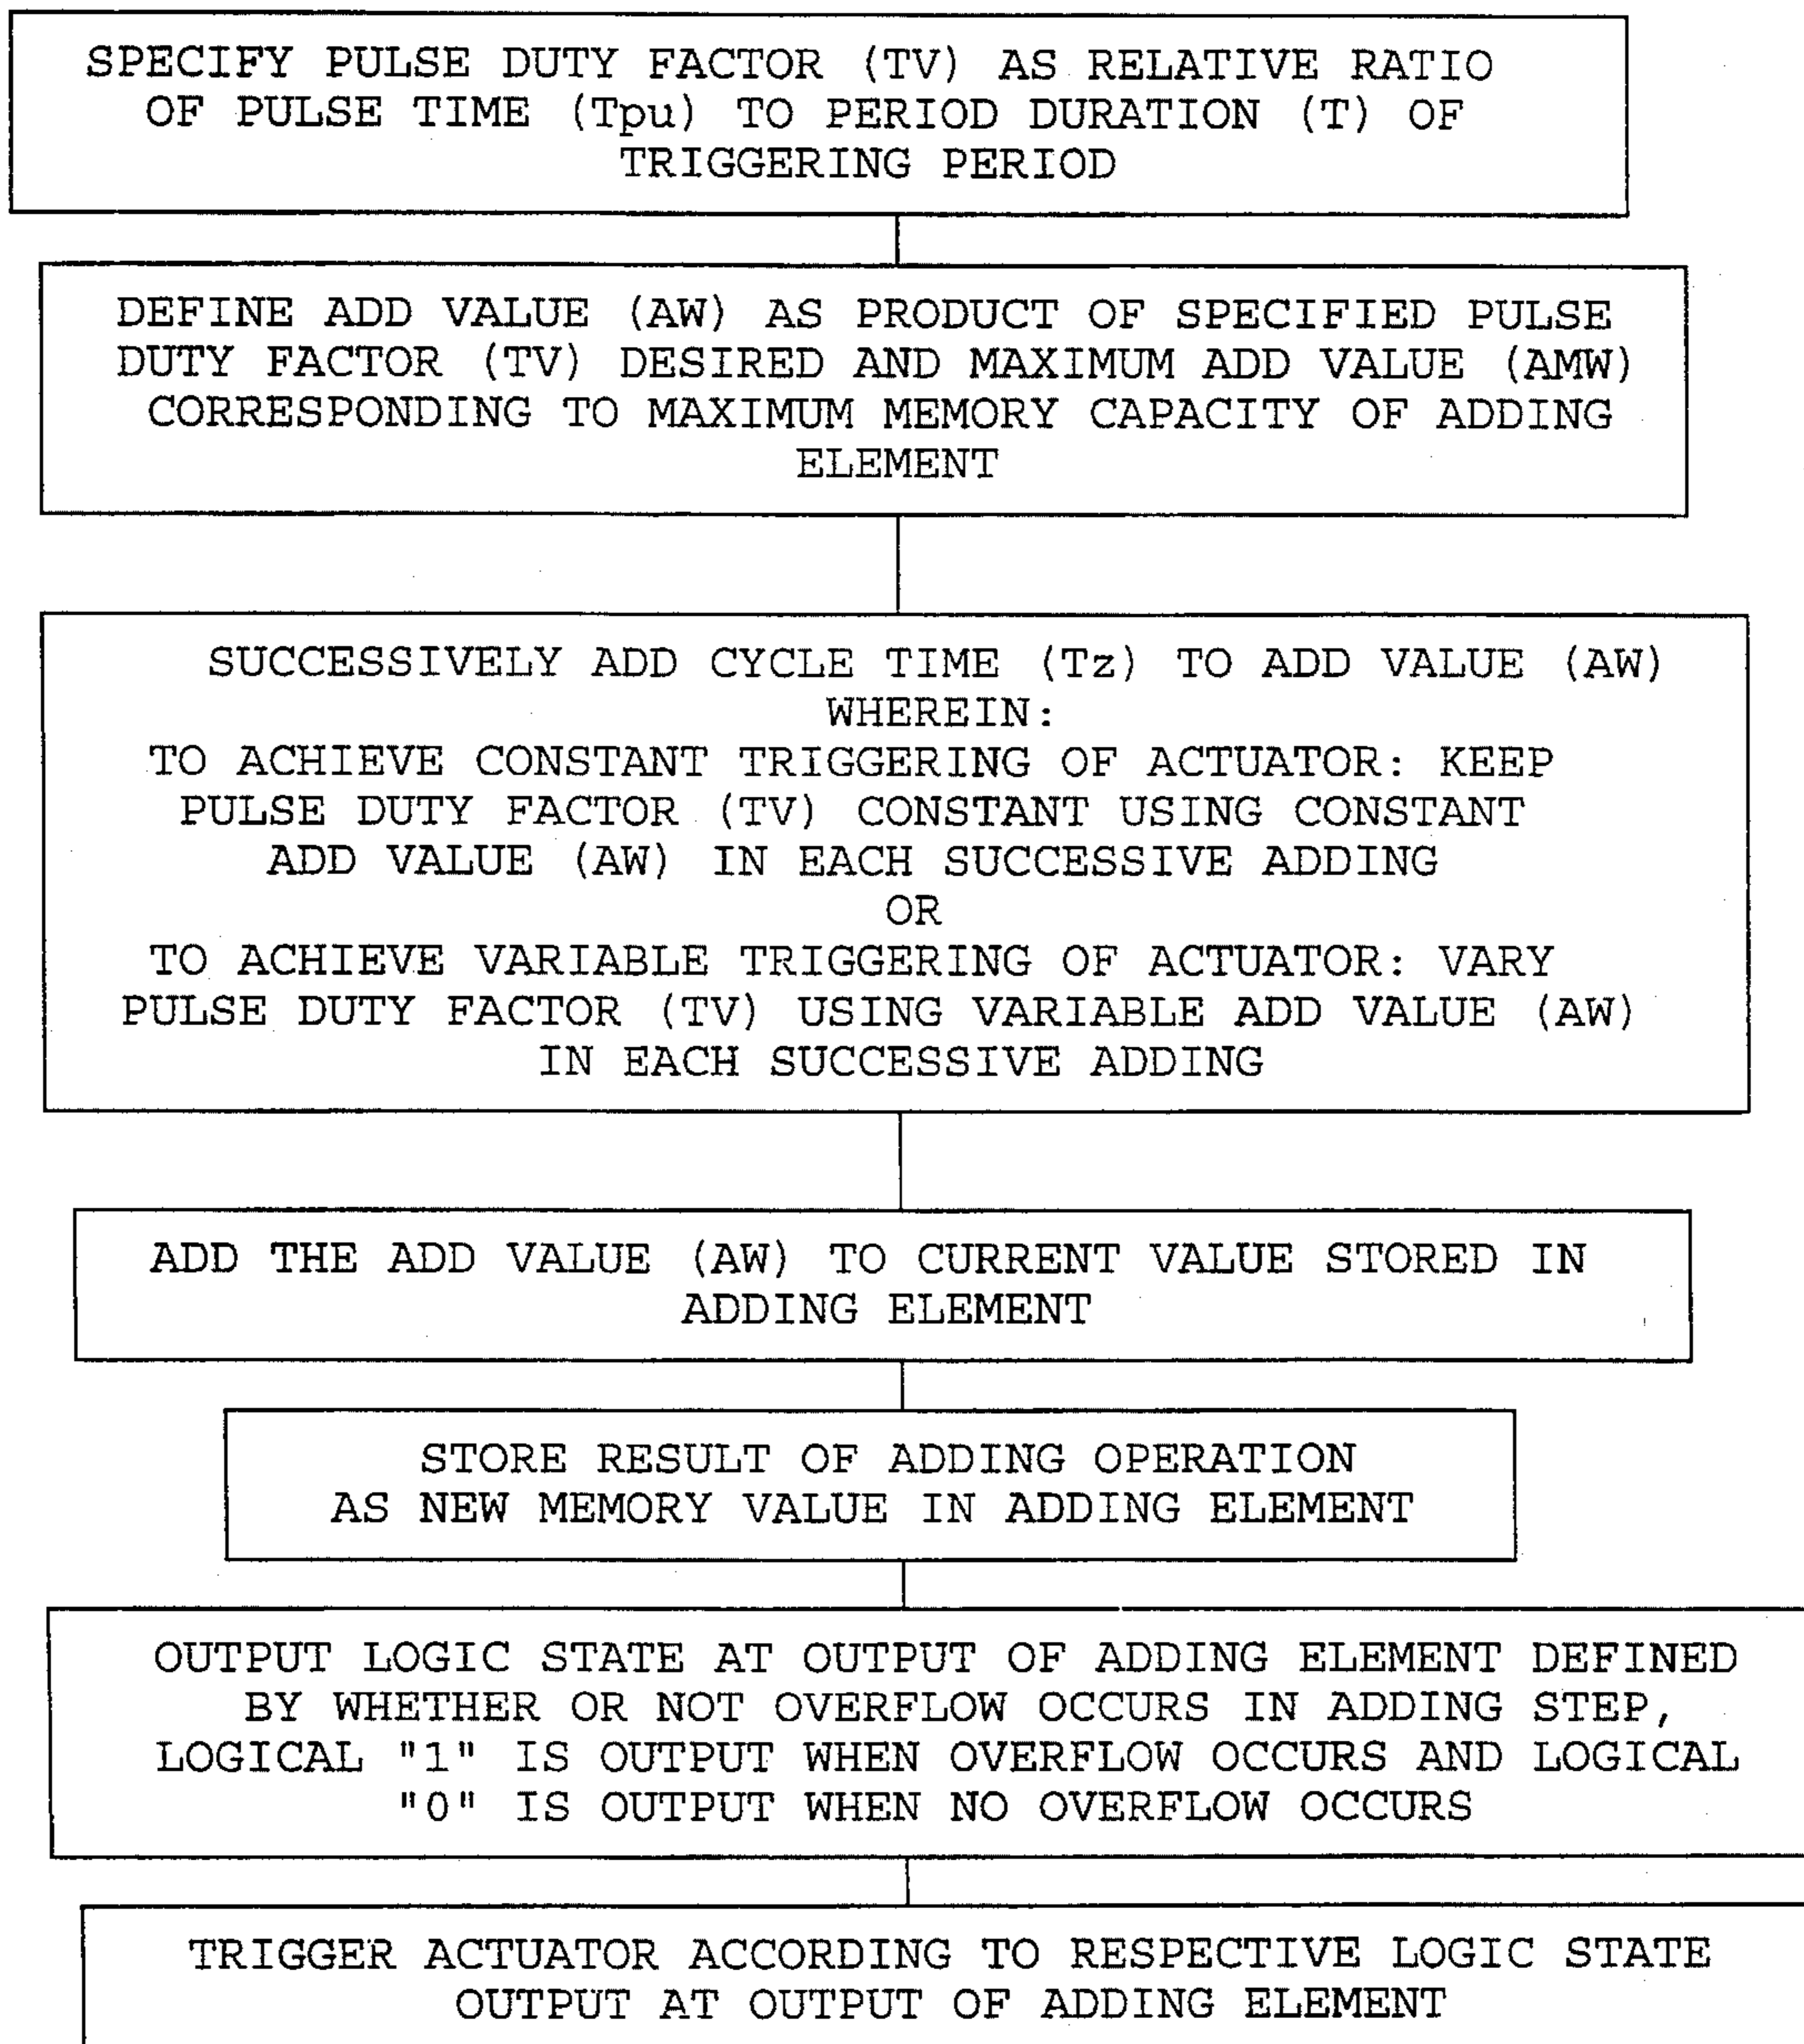 SPECIFY PULSE DUTY FACTOR (TV) AS RELATIVE RATIO
OF PULSE TIME (Tpu) TO PERIOD DURATION (T) OF
TRIGGERING PERIOD
DEFINE ADD VALUE (AW) AS PRODUCT OF SPECIFIED PULSE
DUTY FACTOR (TV) DESIRED AND MAXIMUM ADD VALUE (AMW)
CORRESPONDING TO MAXIMUM MEMORY CAPACITY OF ADDING
ELEMENT
SUCCESSIVELY ADD CYCLE TIME (Tz) TO ADD VALUE (AW)
WHEREIN:
TO ACHIEVE CONSTANT TRIGGERING OF ACTUATOR: KEEP
PULSE DUTY FACTOR (TV) CONSTANT USING CONSTANT
ADD VALUE (AW) IN EACH SUCCESSIVE ADDING
OR
TO ACHIEVE VARIABLE TRIGGERING OF ACTUATOR: VARY
PULSE DUTY FACTOR (TV) USING VARIABLE ADD VALUE (AW)
IN EACH SUCCESSIVE ADDING
ADD THE ADD VALUE (AW) TO CURRENT VALUE STORED IN
ADDING ELEMENT
STORE RESULT OF ADDING OPERATION
AS NEW MEMORY VALUE IN ADDING ELEMENT
OUTPUT LOGIC STATE AT OUTPUT OF ADDING ELEMENT DEFINED
BY WHETHER OR NOT OVERFLOW OCCURS IN ADDING STEP,
LOGICAL "1" IS OUTPUT WHEN OVERFLOW OCCURS AND LOGICAL
"0" IS OUTPUT WHEN NO OVERFLOW OCCURS
TRIGGER ACTUATOR ACCORDING TO RESPECTIVE LOGIC STATE
OUTPUT AT OUTPUT OF ADDING ELEMENT